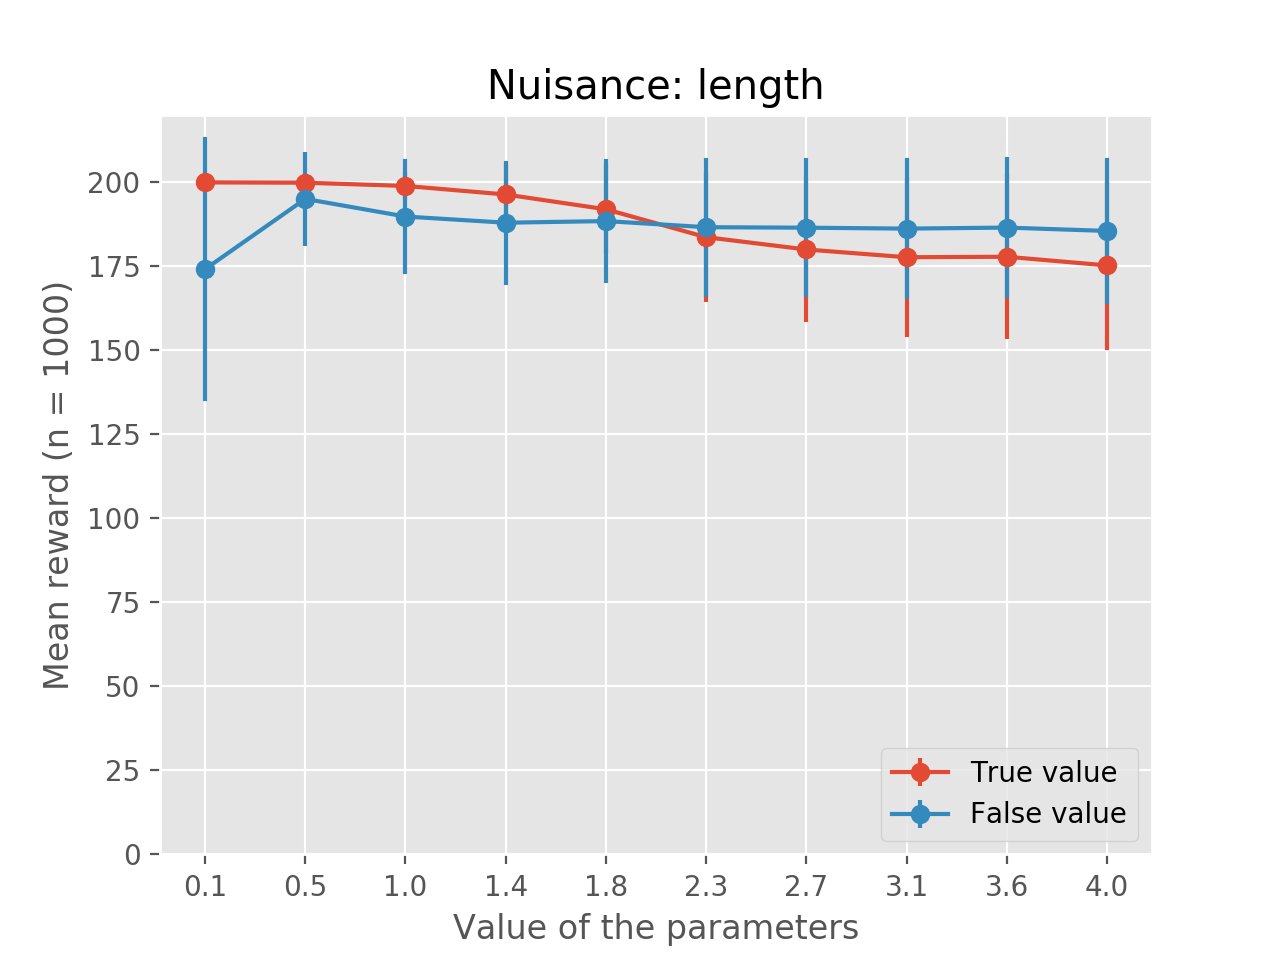 Nuisance: length
Mean reward (n = 1000)
200
175
150
125
100
75
50
25
0
True value
False value
0.1 0.5 1.0 1.4 1.8 2.3 2.7 3.1 3.6 4.0
Value of the parameters